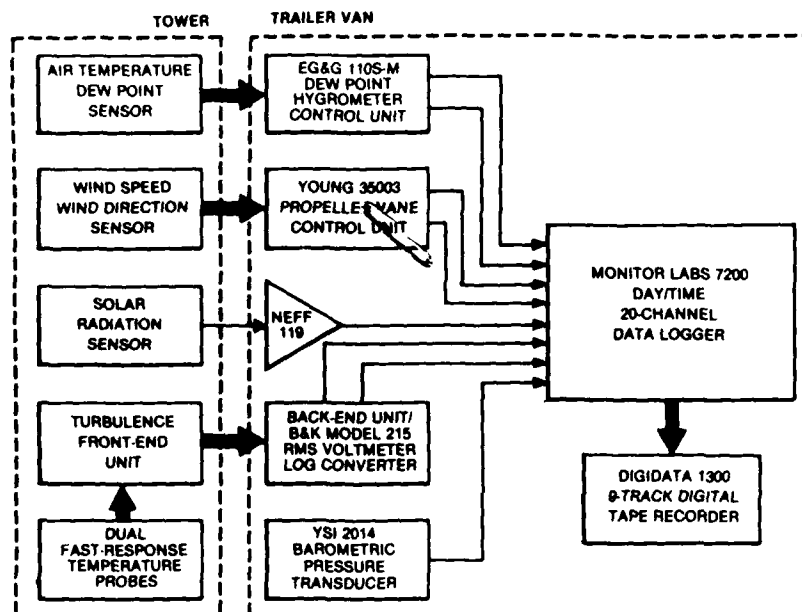 TOWER
TRAILER VAN
AIR TEMPERATURE
DEW POINT
SENSOR
EG&G 110S-M
DEW POINT
HYGROMETER
CONTROL UNIT
WIND SPEED
WIND DIRECTION
SENSOR
YOUNG 35003
PROPELLER VANE
CONTROL UNIT
SOLAR
RADIATION
SENSOR
NEFF
119
MONITOR LABS 7200
DAY/TIME
20-CHANNEL
DATA LOGGER
TURBULENCE
FRONT-END
UNIT
BACK-END UNIT/
B&K MODEL 215
RMS VOLTMETER
LOG CONVERTER
DIGIDATA 1300
9-TRACK DIGITAL
TAPE RECORDER
DUAL
FAST-RESPONSE
TEMPERATURE
PROBES
YSI 2014
BAROMETRIC
PRESSURE
TRANSDUCER